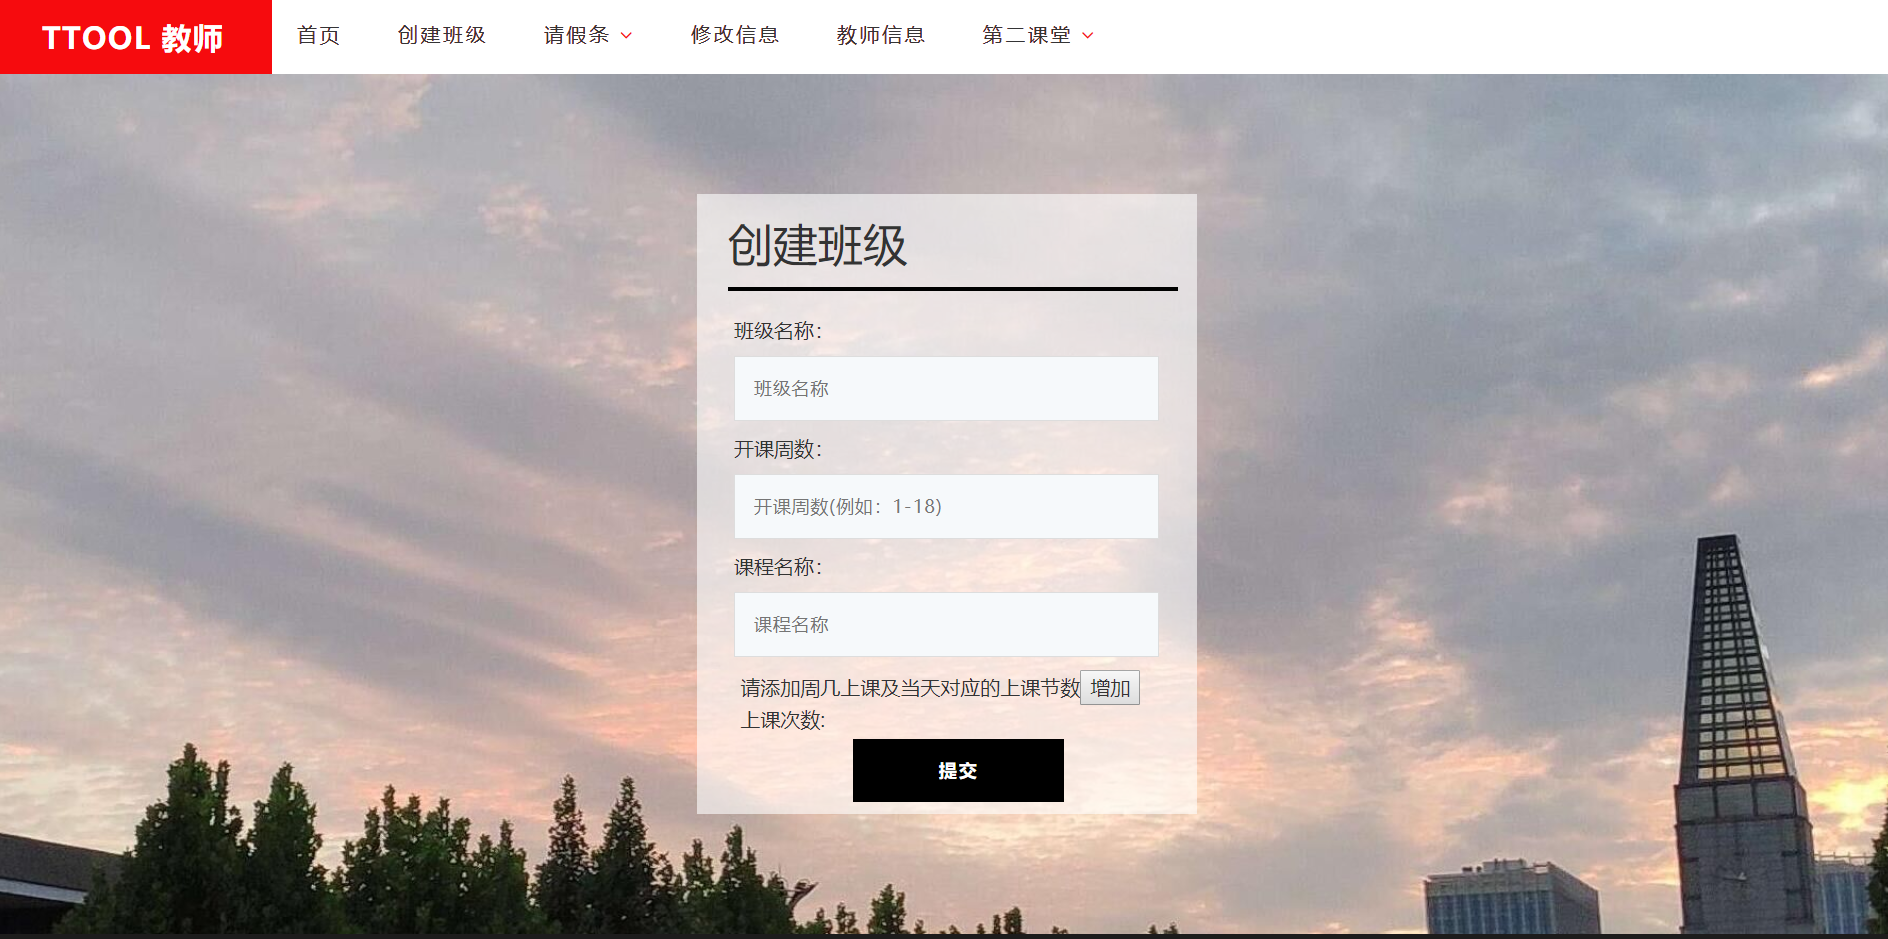 TTOOL 教师
首页 创建班级 请假条 修改信息 教师信息 第二课堂
创建班级
班级名称：
班级名称
开课周数：
开课周数(例如：1-18)
课程名称：
课程名称
请添加周几上课及当天对应的上课节数 增加
上课次数:
提交